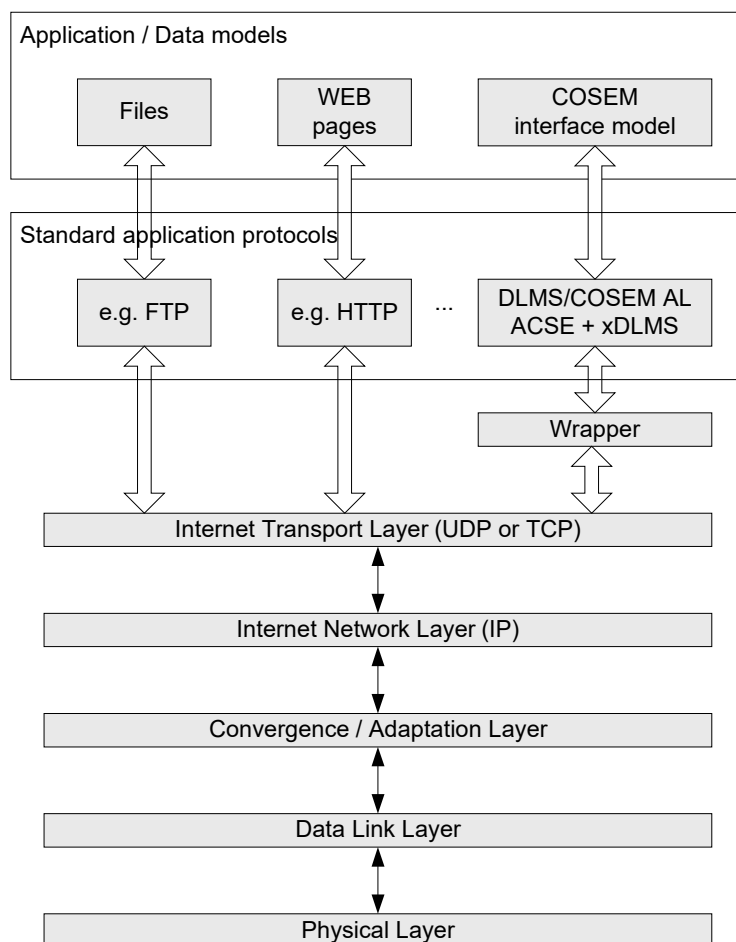 Application / Data models
Files
WEB
pages
COSEM
interface model
Standard application protocols
e.g. FTP
e.g. HTTP
...
DLMS/COSEM AL
ACSE + xDLMS
Wrapper
Internet Transport Layer (UDP or TCP)
Internet Network Layer (IP)
Convergence / Adaptation Layer
Data Link Layer
Physical Layer